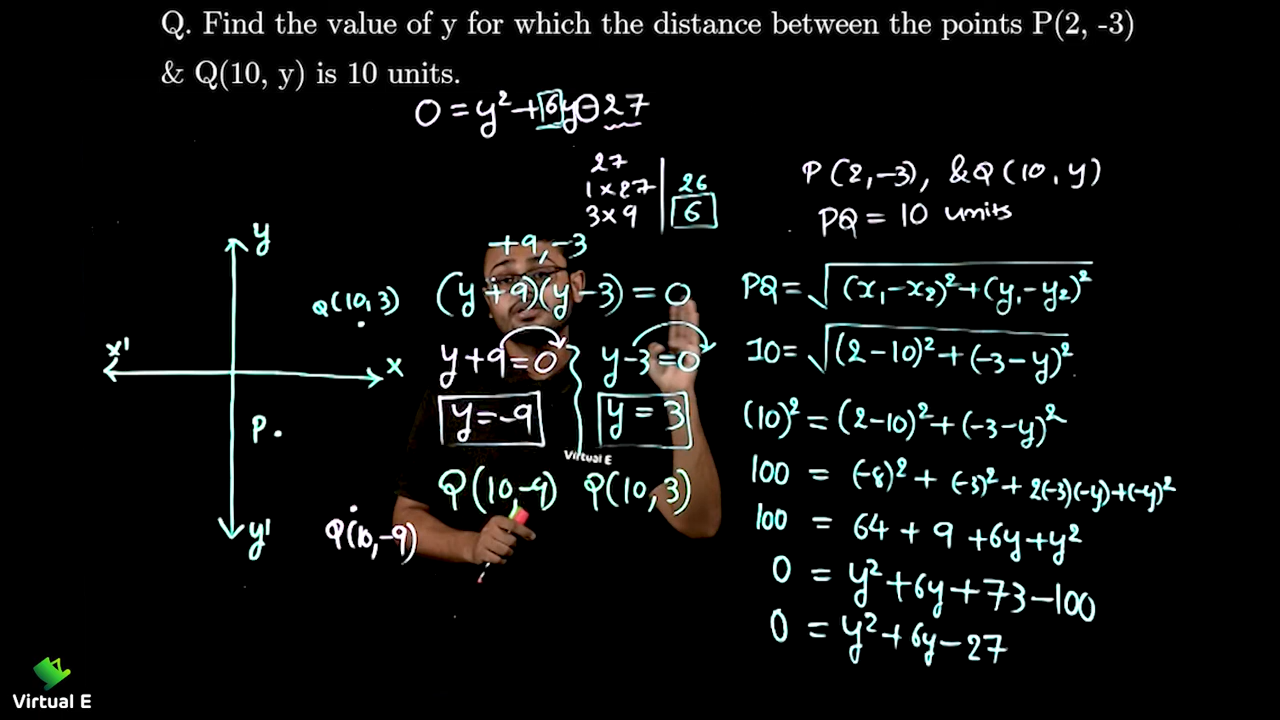 Q. Find the value of y for which the distance between the points P(2, -3)
& Q(10, y) is 10 units.
0 = y² + 6y - 27
27
1 × 27
3 × 9
26
6
+9, -3
(y + 9)(y - 3) = 0
y + 9 = 0
y = -9
y - 3 = 0
y = 3
Q(10, -9) Q(10, 3)
y
Q(10, 3)
x'
x
P
y'
Q(10, -9)
P(2, -3), & Q(10, y)
PQ = 10 units
PQ = √(x₁ - x₂)² + (y₁ - y₂)²
10 = √(2 - 10)² + (-3 - y)²
(10)² = (2 - 10)² + (-3 - y)²
100 = (-8)² + (-3)² + 2(-3)(-y) + (-y)²
100 = 64 + 9 + 6y + y²
0 = y² + 6y + 73 - 100
0 = y² + 6y - 27
Virtual E
Virtual E